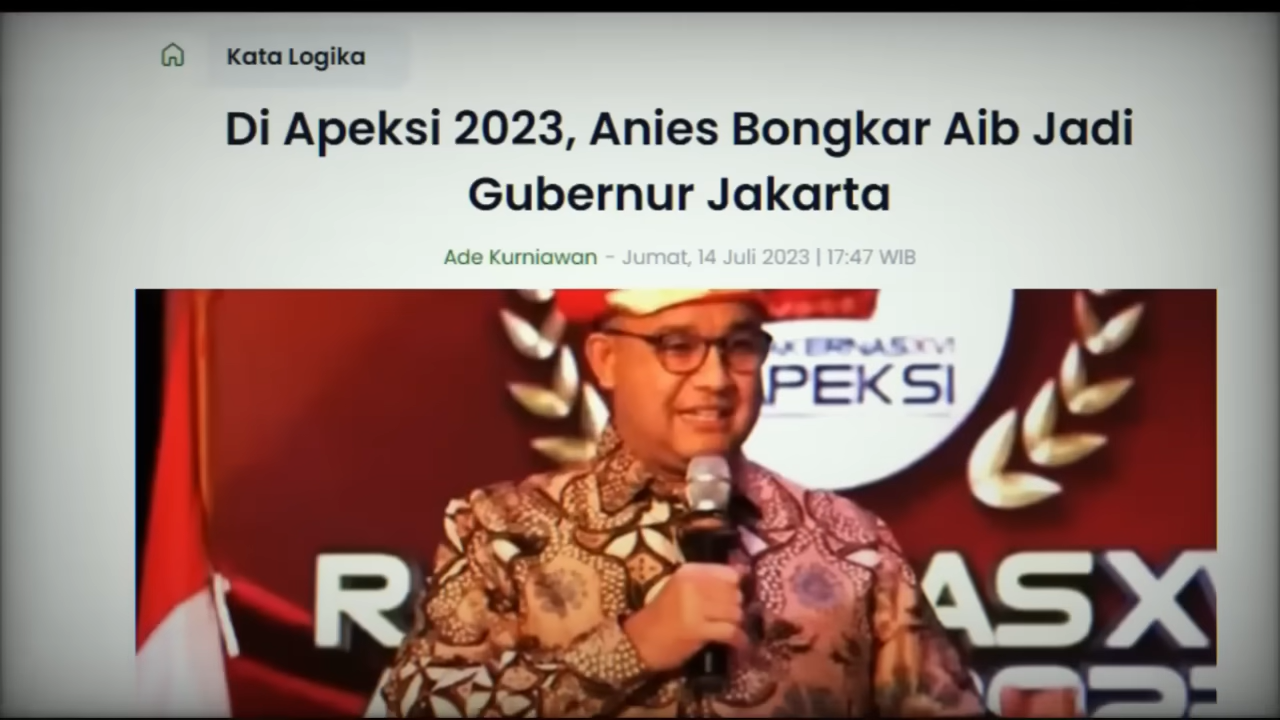 Kata Logika
Di Apeksi 2023, Anies Bongkar Aib Jadi
Gubernur Jakarta
Ade Kurniawan - Jumat, 14 Juli 2023 | 17:47 WIB
APEKSI